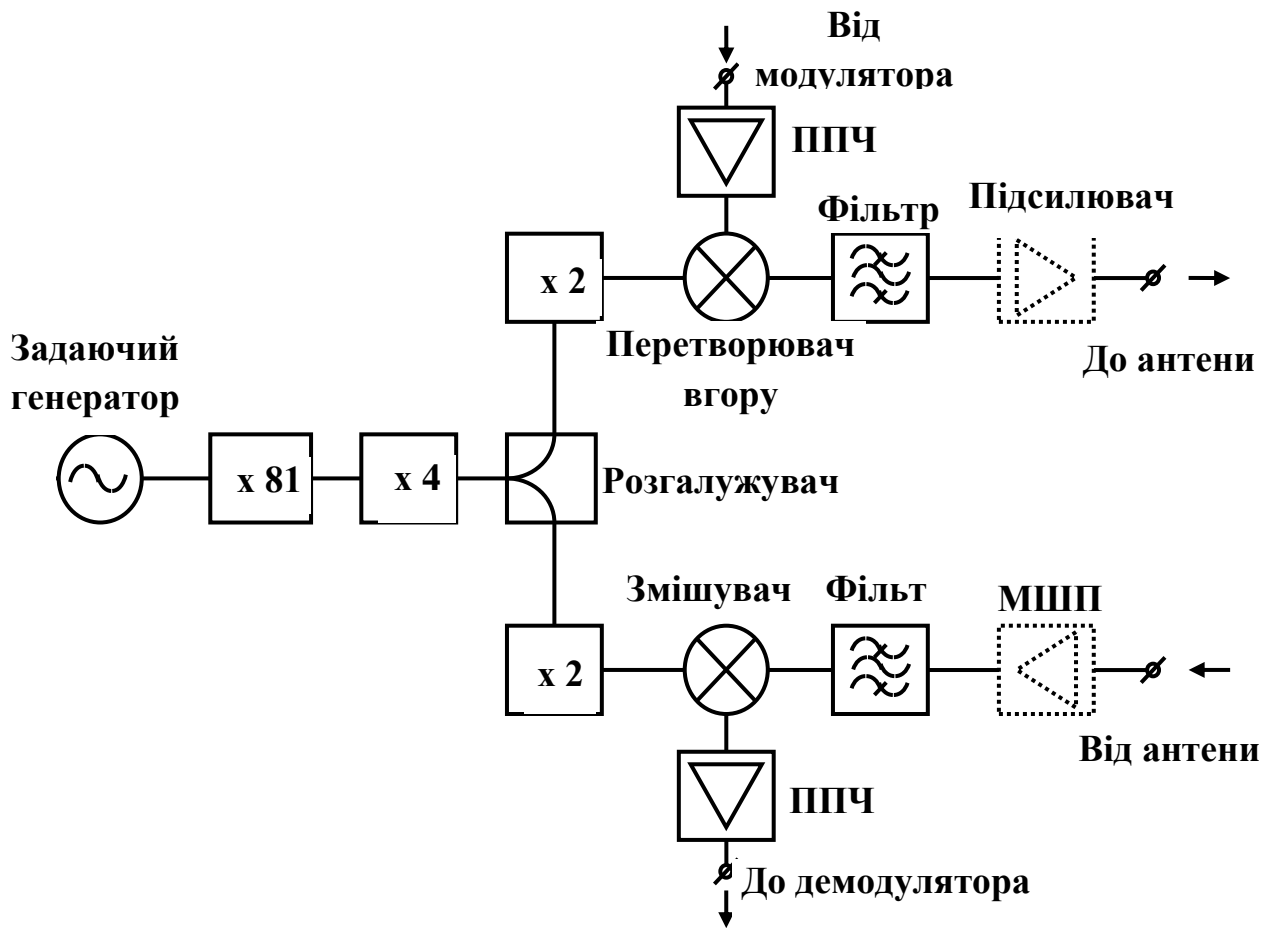 Від
модулятора
ППЧ
Фільтр
Підсилювач
x 2
Перетворювач
вгору
До антени
Задаючий
генератор
x 81
x 4
Розгалужувач
Змішувач
Фільт
МШП
x 2
Від антени
ППЧ
До демодулятора